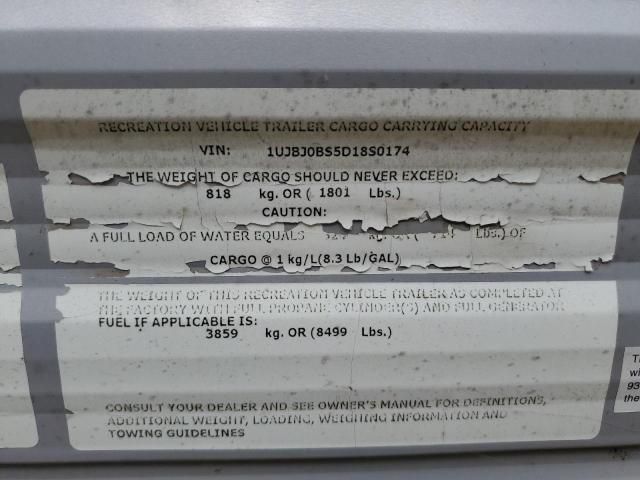 RECREATION VEHICLE TRAILER CARGO CARRYING CAPACITY
VIN: 1UJBJ0BS5D18S0174
THE WEIGHT OF CARGO SHOULD NEVER EXCEED:
818 kg. OR ( 1801 Lbs.)
CAUTION:
A FULL LOAD OF WATER EQUALS Lbs.) OF
CARGO @ 1 kg/L(8.3 Lb/GAL)
THE WEIGHT OF THIS RECREATION VEHICLE TRAILER AS COMPLETED AT
THE FACTORY WITH FULL PROPANE CYLINDER(S) AND FULL GENERATOR
FUEL IF APPLICABLE IS:
3859 kg. OR (8499 Lbs.)
CONSULT YOUR DEALER AND SEE OWNER'S MANUAL FOR DEFINITIONS,
ADDITIONAL WEIGHT, LOADING, WEIGHING INFORMATION AND
TOWING GUIDELINES
93
the